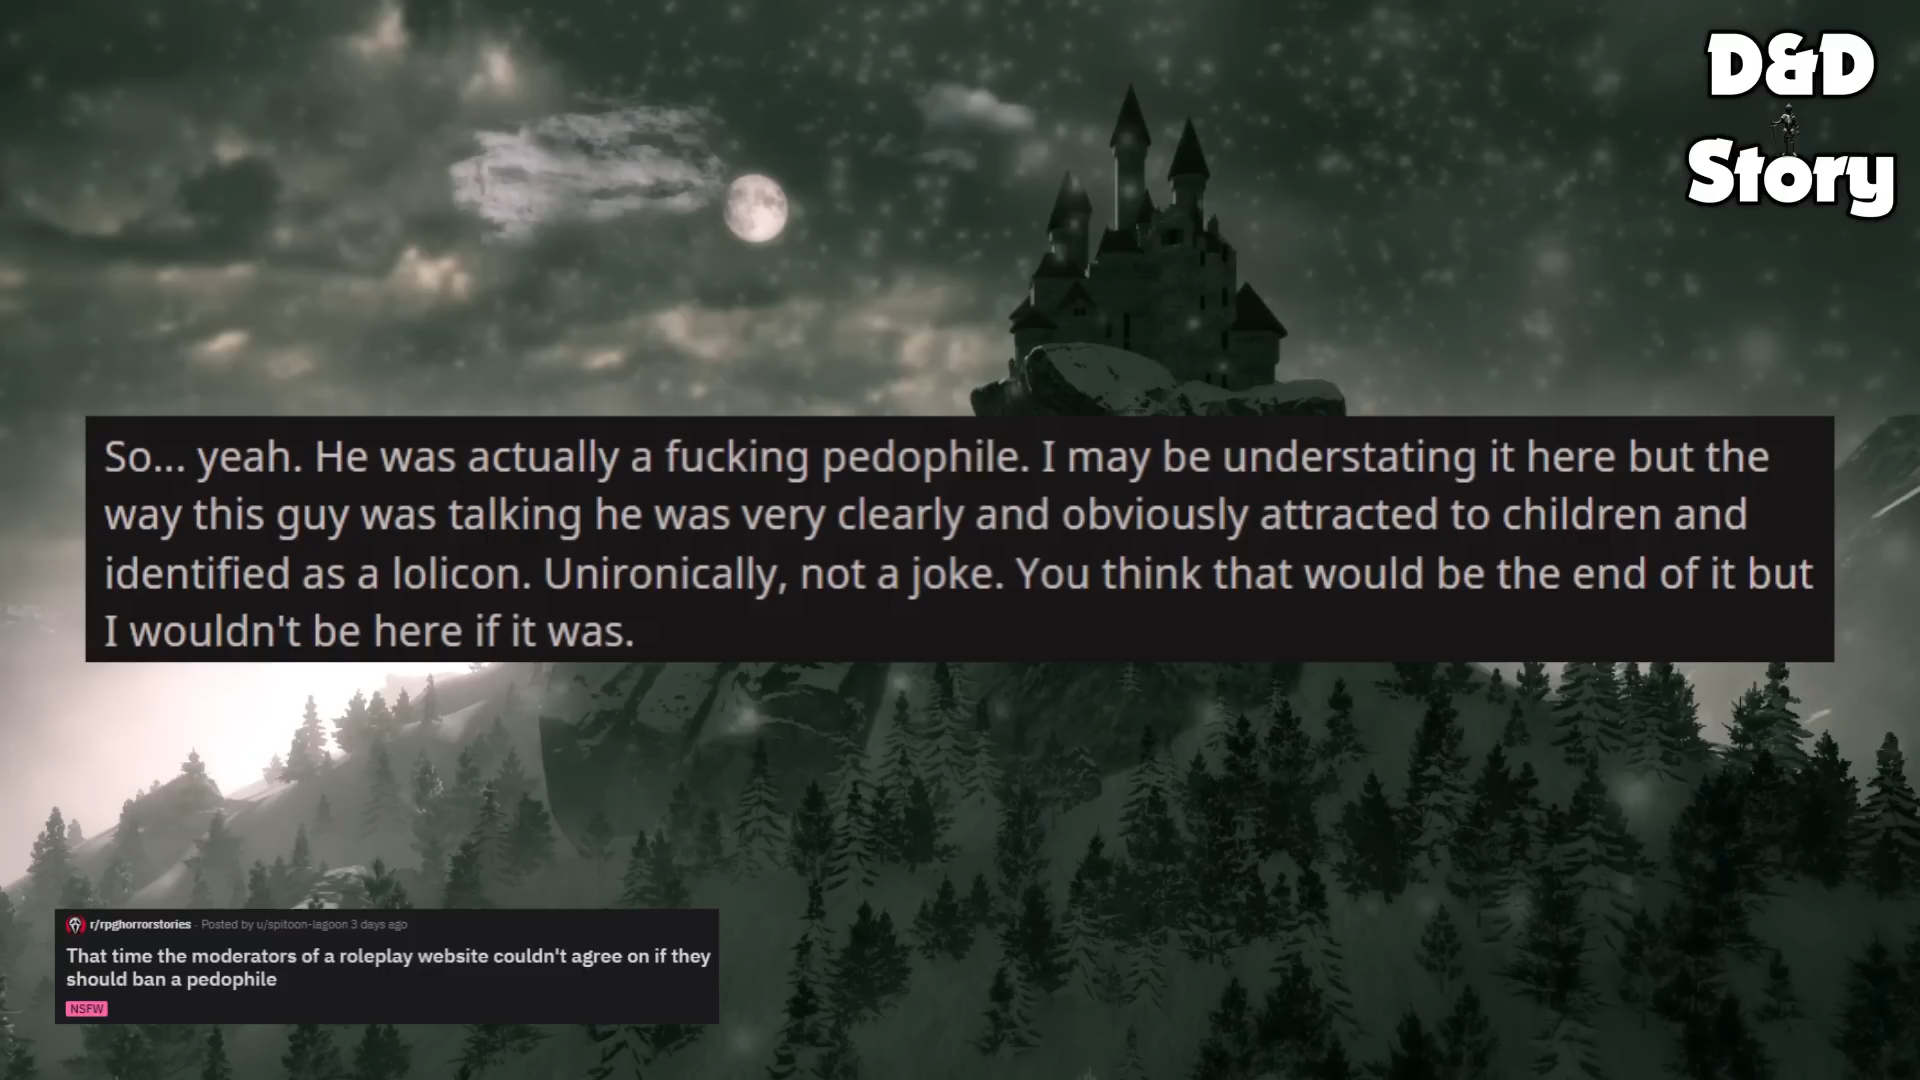 D&D
Story
So... yeah. He was actually a fucking pedophile. I may be understating it here but the
way this guy was talking he was very clearly and obviously attracted to children and
identified as a lolicon. Unironically, not a joke. You think that would be the end of it but
I wouldn't be here if it was.
r/rpghorrorstories · Posted by u/spitoon-lagoon 3 days ago
That time the moderators of a roleplay website couldn't agree on if they
should ban a pedophile
NSFW